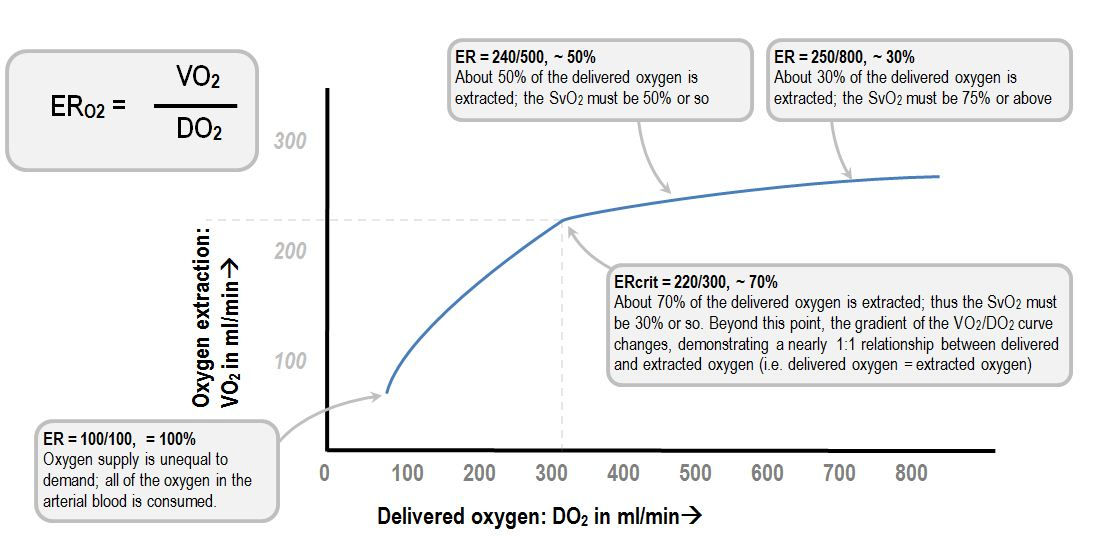 ERO2 =
VO2
DO2
ER = 240/500, ~ 50%
About 50% of the delivered oxygen is
extracted; the SvO2 must be 50% or so
ER = 250/800, ~ 30%
About 30% of the delivered oxygen is
extracted; the SvO2 must be 75% or above
300
200
100
Oxygen extraction:
VO2 in ml/min→
ERcrit = 220/300, ~ 70%
About 70% of the delivered oxygen is extracted; thus the SvO2 must
be 30% or so. Beyond this point, the gradient of the VO2/DO2 curve
changes, demonstrating a nearly 1:1 relationship between delivered
and extracted oxygen (i.e. delivered oxygen = extracted oxygen)
ER = 100/100, = 100%
Oxygen supply is unequal to
demand; all of the oxygen in the
arterial blood is consumed.
0 100 200 300 400 500 600 700 800
Delivered oxygen: DO2 in ml/min→